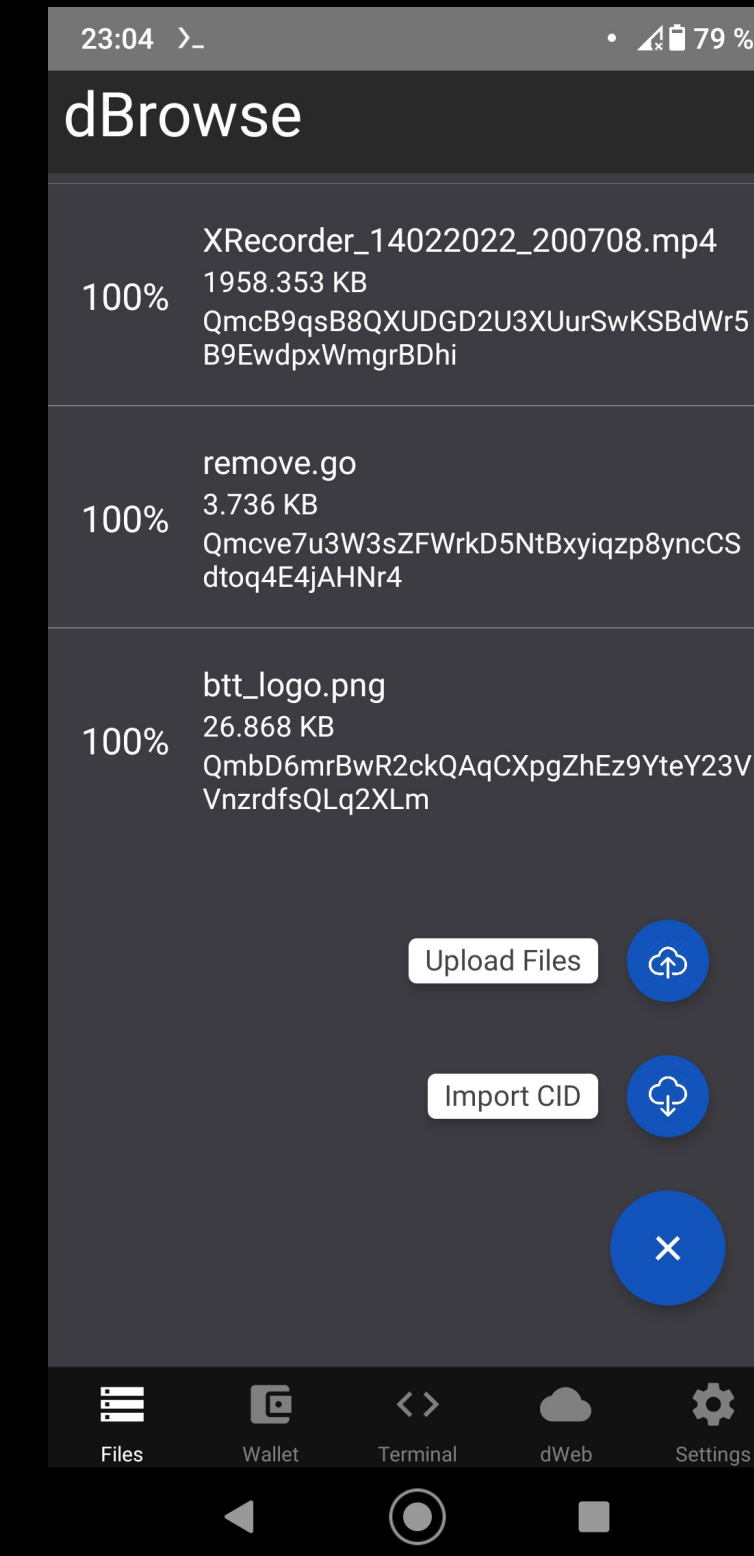 23:04
79 %
dBrowse
XRecorder_14022022_200708.mp4
100%
1958.353 KB
QmcB9qsB8QXUDGD2U3XUurSwKSBdWr5
B9EwdpxWmgrBDhi
remove.go
100%
3.736 KB
Qmcve7u3W3sZFWrkD5NtBxyiqzp8yncCS
dtoq4E4jAHNr4
btt_logo.png
100%
26.868 KB
QmbD6mrBwR2ckQAqCXpgZhEz9YteY23V
VnzrdfsQLq2XLm
Upload Files
Import CID
Files
Wallet
Terminal
dWeb
Settings